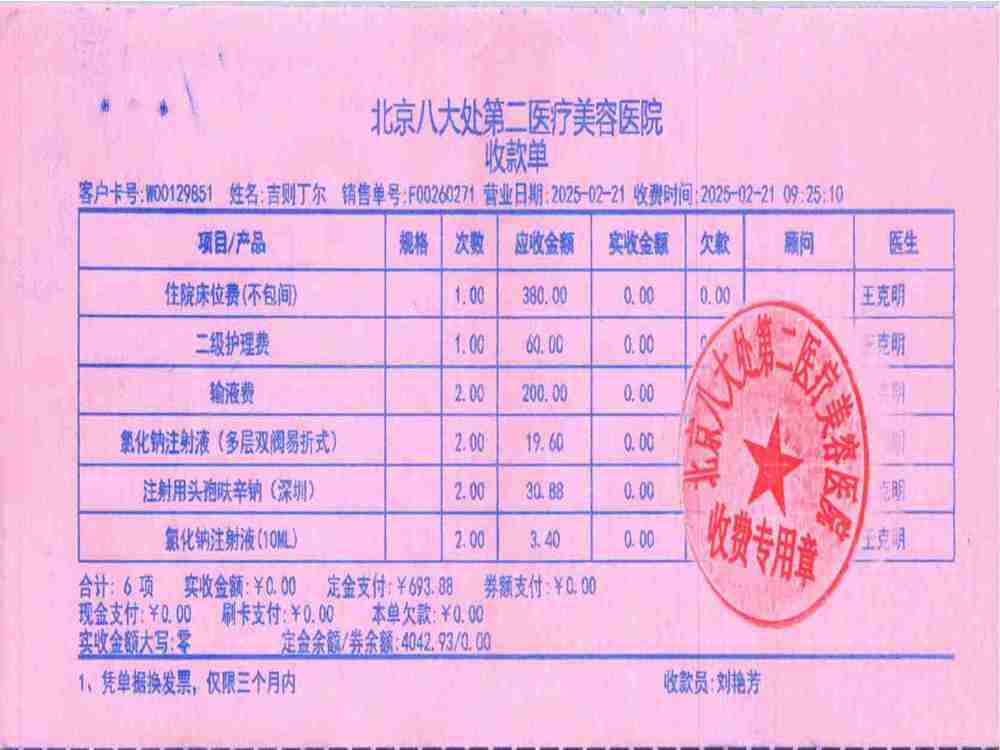 北京八大处第二医疗美容医院
收款单
客户卡号:W00129851 姓名:吉则丁尔 销售单号:F00260271 营业日期:2025-02-21 收费时间:2025-02-21 09:25:10
项目/产品 规格 次数 应收金额 实收金额 欠款 顾问 医生
住院床位费(不包间) 1.00 380.00 0.00 0.00 王克明
二级护理费 1.00 60.00 0.00 克明
输液费 2.00 200.00 0.00
氯化钠注射液（多层双阀易折式） 2.00 19.60 0.00
注射用头孢呋辛钠（深圳） 2.00 30.88 0.00 克明
氯化钠注射液(10ML) 2.00 3.40 0.00 王克明
北京八大处第二医疗美容医院
收费专用章
合计: 6 项 实收金额:￥0.00 定金支付:￥693.88 券额支付:￥0.00
现金支付:￥0.00 刷卡支付:￥0.00 本单欠款:￥0.00
实收金额大写:零 定金余额/券余额:4042.93/0.00
1、凭单据换发票，仅限三个月内 收款员:刘艳芳